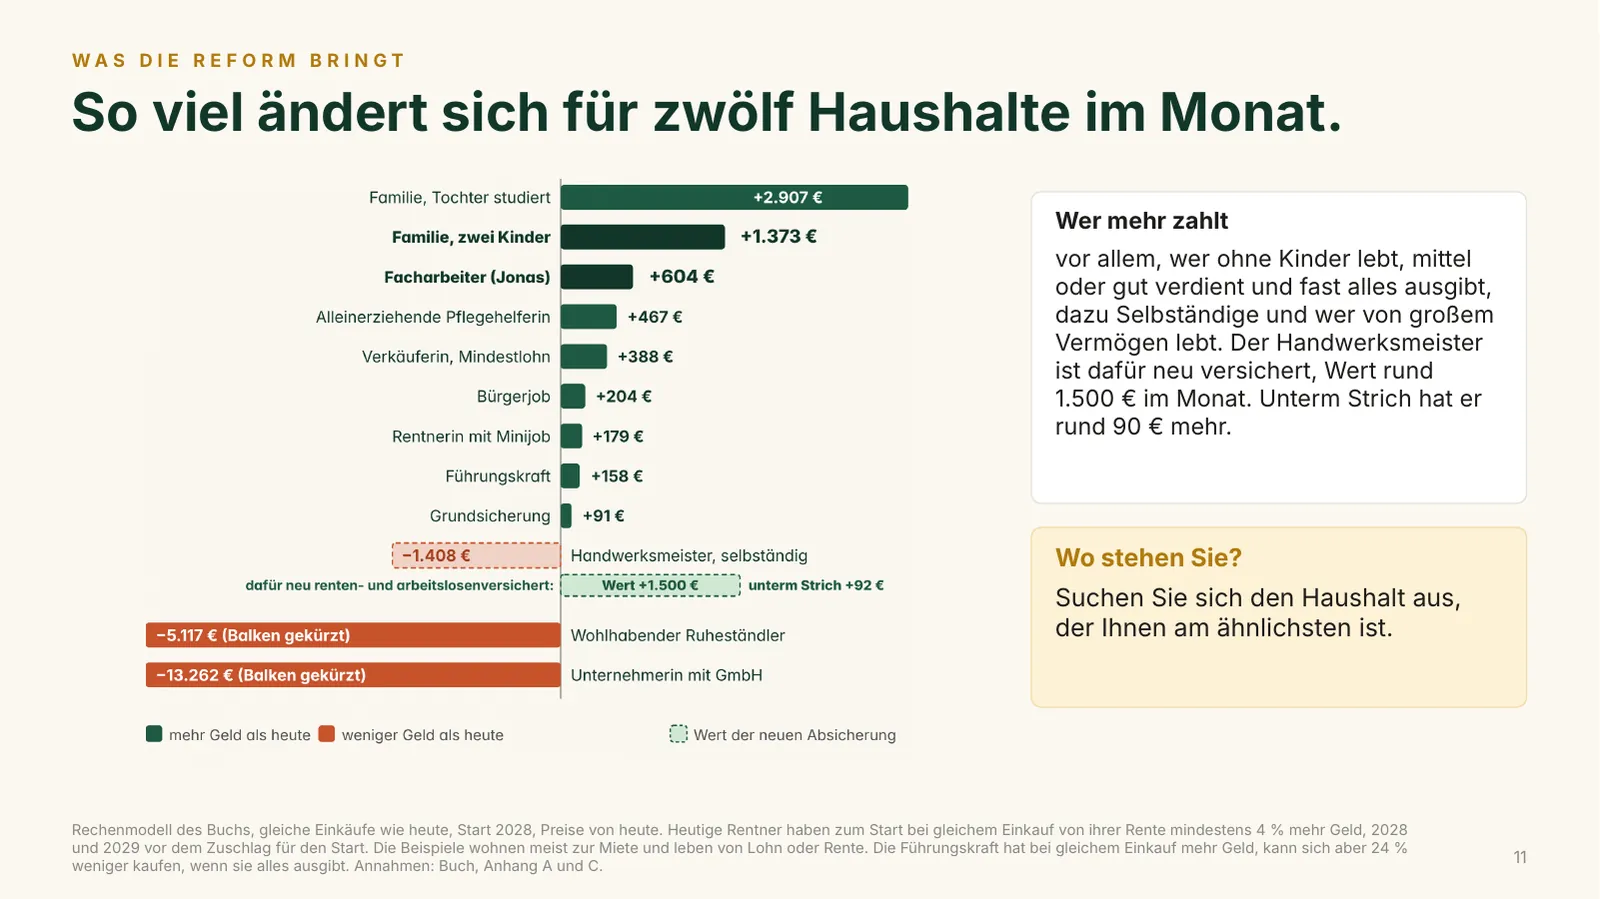 WAS DIE REFORM BRINGT
So viel ändert sich für zwölf Haushalte im Monat.
Familie, Tochter studiert +2.907 €
Familie, zwei Kinder +1.373 €
Facharbeiter (Jonas) +604 €
Alleinerziehende Pflegehelferin +467 €
Verkäuferin, Mindestlohn +388 €
Bürgerjob +204 €
Rentnerin mit Minijob +179 €
Führungskraft +158 €
Grundsicherung +91 €
−1.408 € Handwerksmeister, selbständig
dafür neu renten- und arbeitslosenversichert: Wert +1.500 € unterm Strich +92 €
−5.117 € (Balken gekürzt) Wohlhabender Ruheständler
−13.262 € (Balken gekürzt) Unternehmerin mit GmbH
mehr Geld als heute weniger Geld als heute Wert der neuen Absicherung
Wer mehr zahlt
vor allem, wer ohne Kinder lebt, mittel
oder gut verdient und fast alles ausgibt,
dazu Selbständige und wer von großem
Vermögen lebt. Der Handwerksmeister
ist dafür neu versichert, Wert rund
1.500 € im Monat. Unterm Strich hat er
rund 90 € mehr.
Wo stehen Sie?
Suchen Sie sich den Haushalt aus,
der Ihnen am ähnlichsten ist.
Rechenmodell des Buchs, gleiche Einkäufe wie heute, Start 2028, Preise von heute. Heutige Rentner haben zum Start bei gleichem Einkauf von ihrer Rente mindestens 4 % mehr Geld, 2028
und 2029 vor dem Zuschlag für den Start. Die Beispiele wohnen meist zur Miete und leben von Lohn oder Rente. Die Führungskraft hat bei gleichem Einkauf mehr Geld, kann sich aber 24 %
weniger kaufen, wenn sie alles ausgibt. Annahmen: Buch, Anhang A und C.
11